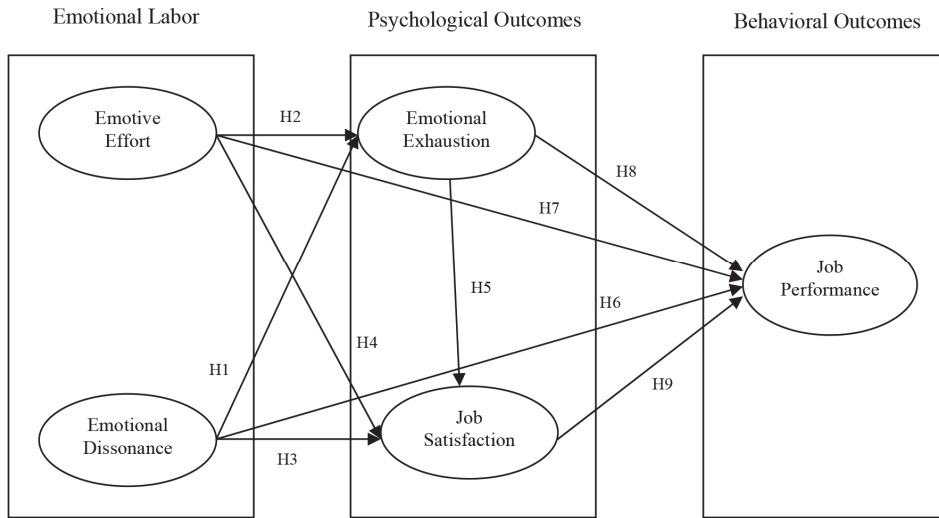 Emotional Labor
Psychological Outcomes
Behavioral Outcomes
Emotive
Effort
H2
Emotional
Exhaustion
H8
H7
Job
Performance
H5
H6
H4
H1
H9
Emotional
Dissonance
H3
Job
Satisfaction